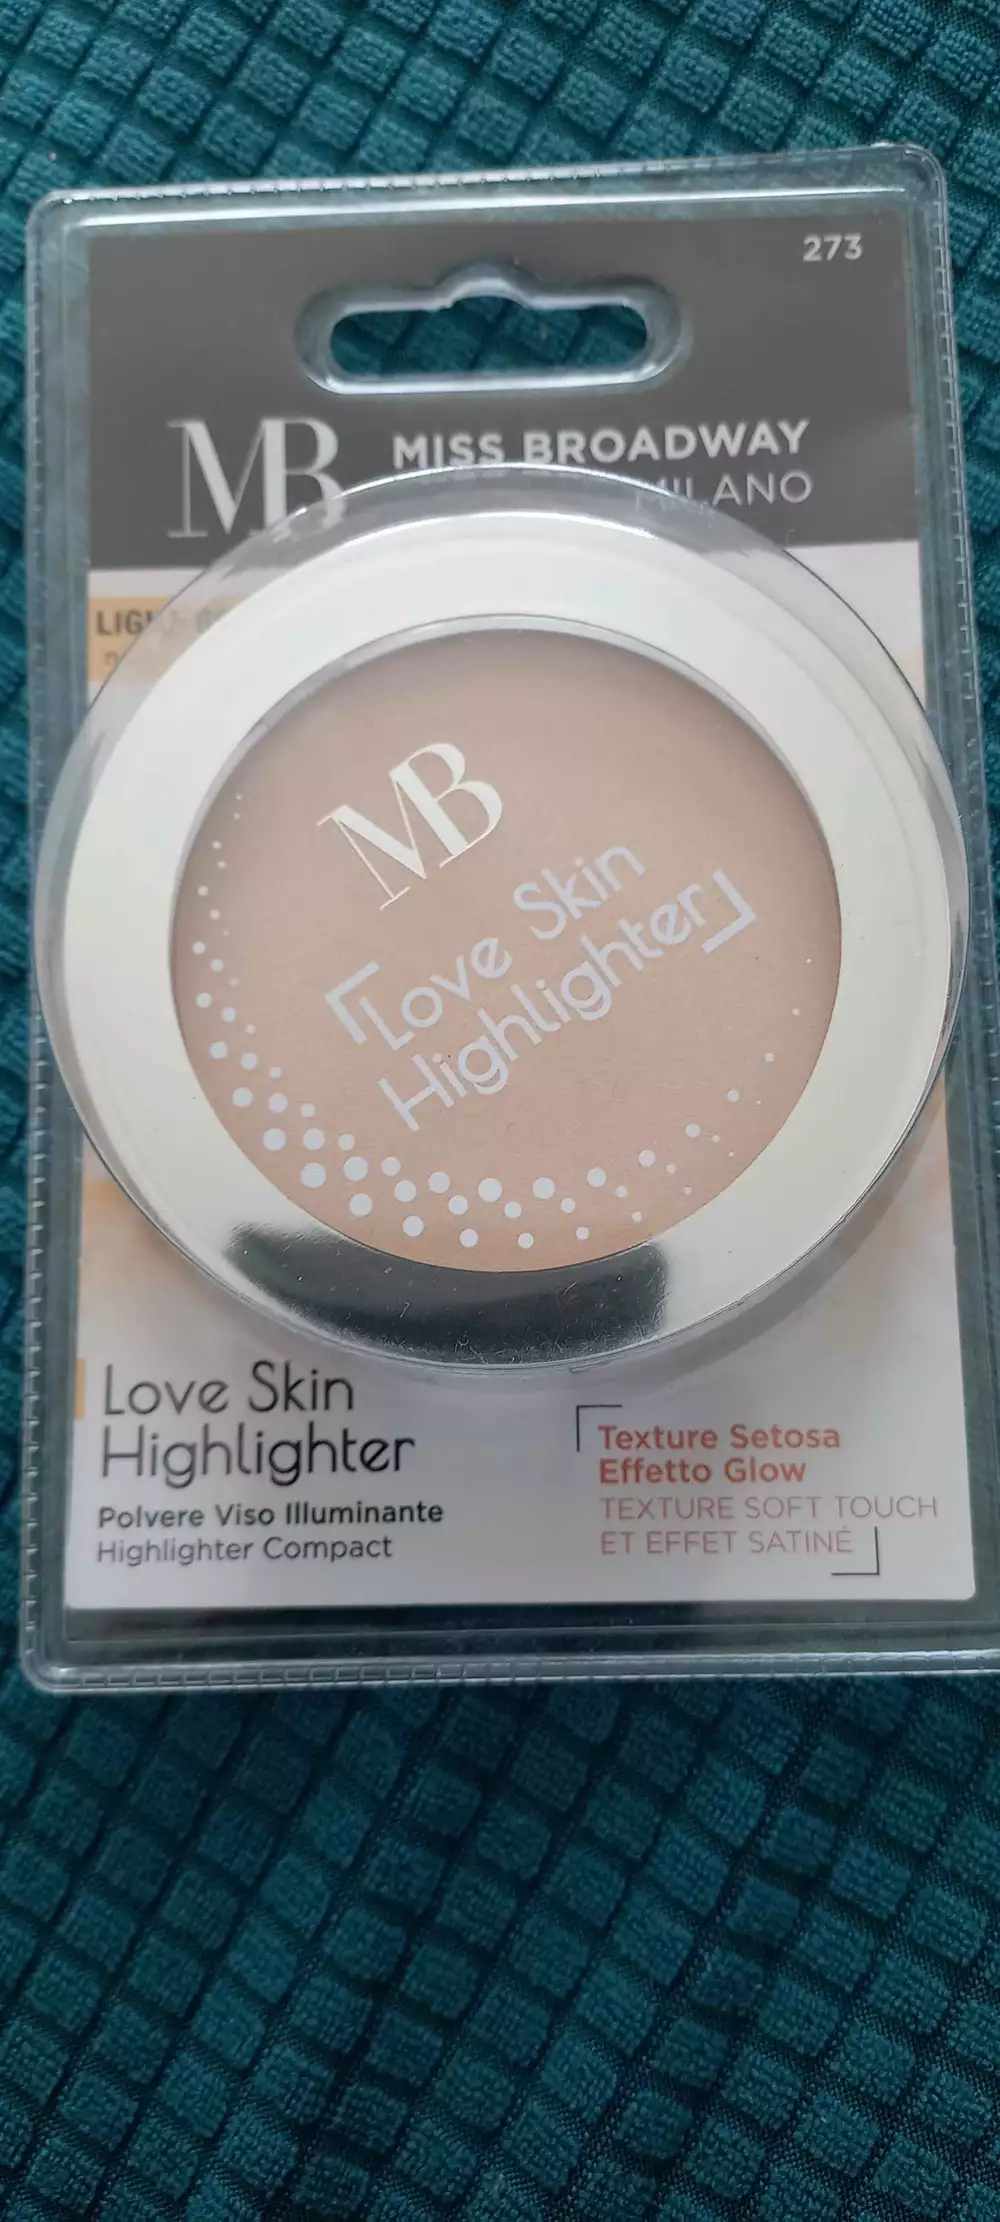 273
MB
MISS BROADWAY
MILANO
MB
Love Skin
Highlighter
Love Skin
Highlighter
Polvere Viso Illuminante
Highlighter Compact
Texture Setosa
Effetto Glow
TEXTURE SOFT TOUCH
ET EFFET SATINÉ